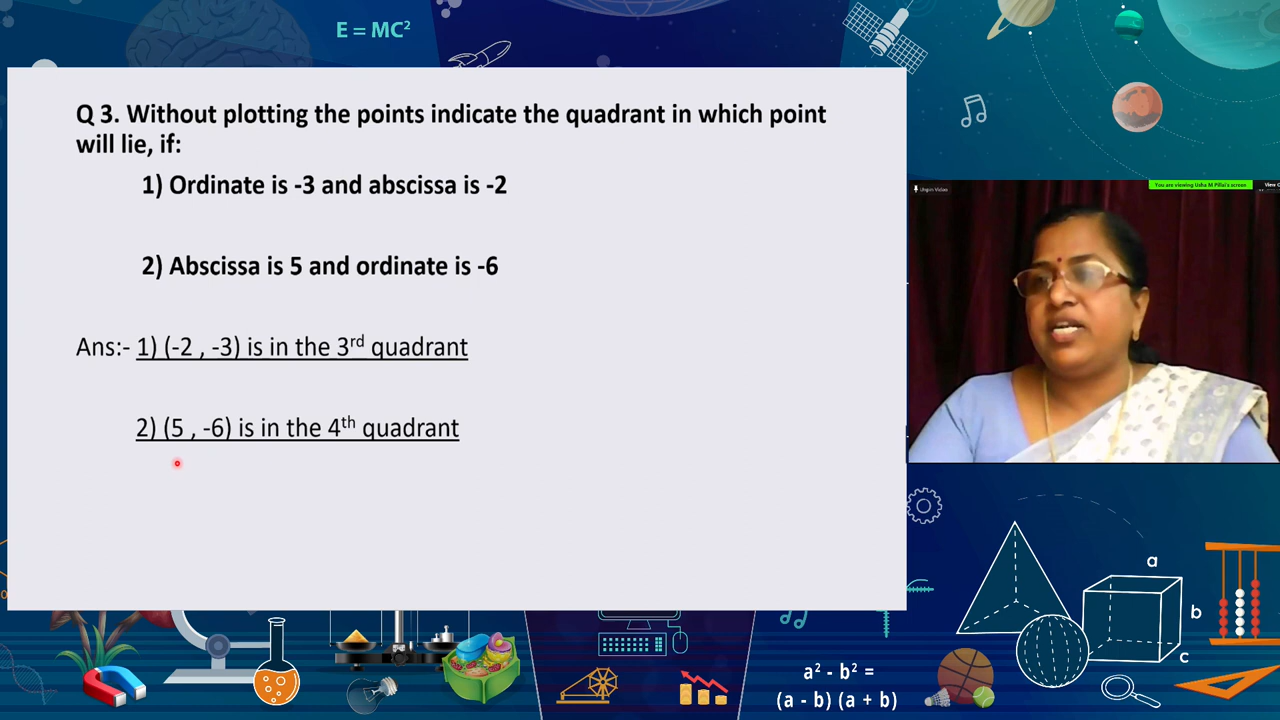 E = MC²
Q 3. Without plotting the points indicate the quadrant in which point
will lie, if:
1) Ordinate is -3 and abscissa is -2
2) Abscissa is 5 and ordinate is -6
Ans:- 1) (-2 , -3) is in the 3rd quadrant
2) (5 , -6) is in the 4th quadrant
You are viewing Usha M Pillai's screen
View
a
b
c
a² - b² =
(a - b) (a + b)